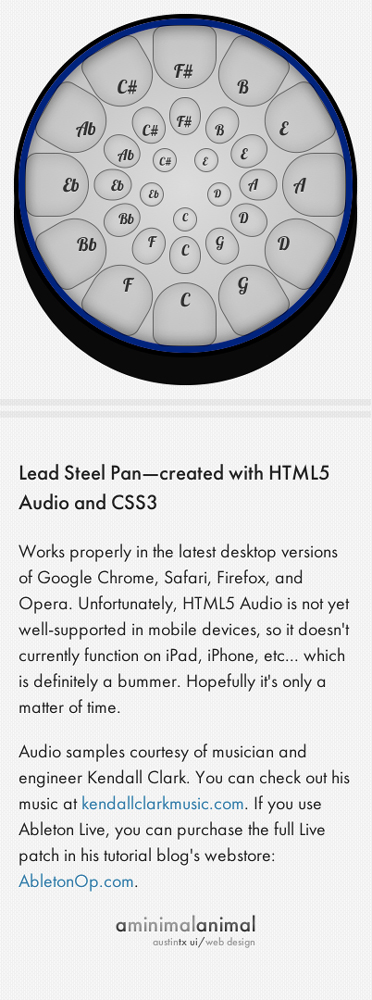 F#
C#
B
Ab
E
Eb
A
Bb
D
F
G
C
F#
C#
B
Ab
E
Eb
A
Bb
D
F
G
C
C#
E
Eb
D
C
Lead Steel Pan—created with HTML5
Audio and CSS3
Works properly in the latest desktop versions
of Google Chrome, Safari, Firefox, and
Opera. Unfortunately, HTML5 Audio is not yet
well-supported in mobile devices, so it doesn't
currently function on iPad, iPhone, etc... which
is definitely a bummer. Hopefully it's only a
matter of time.
Audio samples courtesy of musician and
engineer Kendall Clark. You can check out his
music at kendallclarkmusic.com. If you use
Ableton Live, you can purchase the full Live
patch in his tutorial blog's webstore:
AbletonOp.com.
aminimalanimal
austintx ui/web design